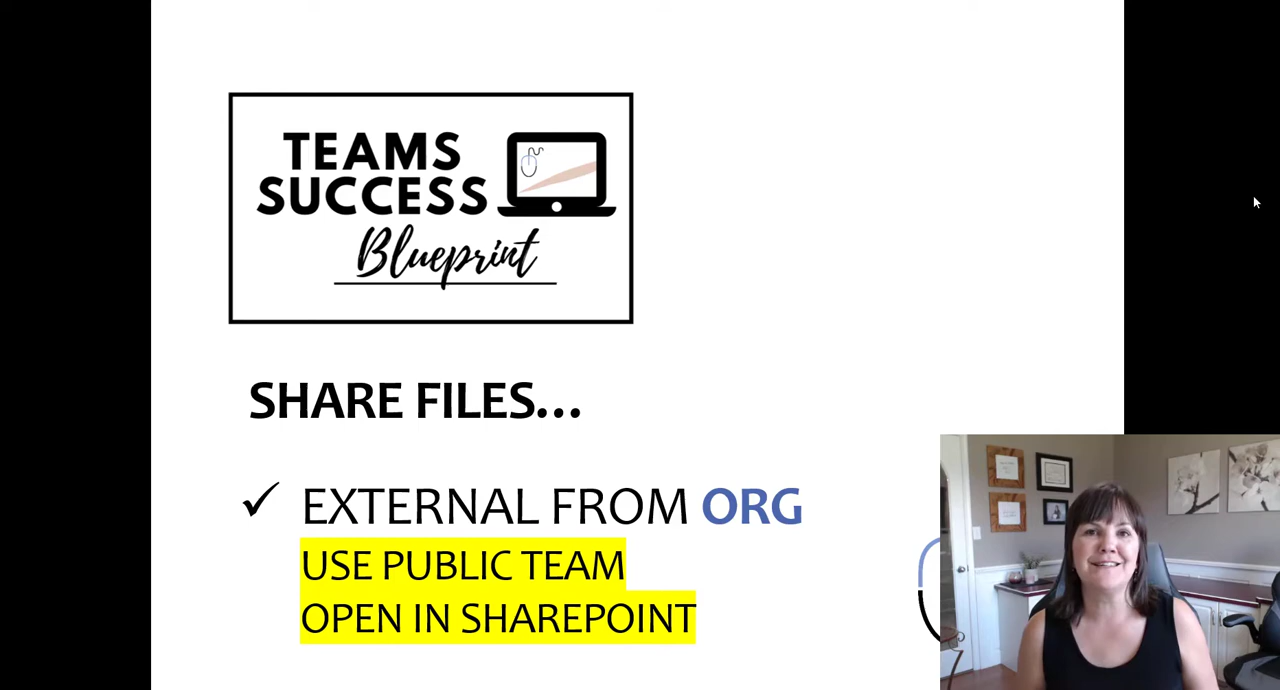 TEAMS
SUCCESS
Blueprint
SHARE FILES...
✓ EXTERNAL FROM ORG
USE PUBLIC TEAM
OPEN IN SHAREPOINT